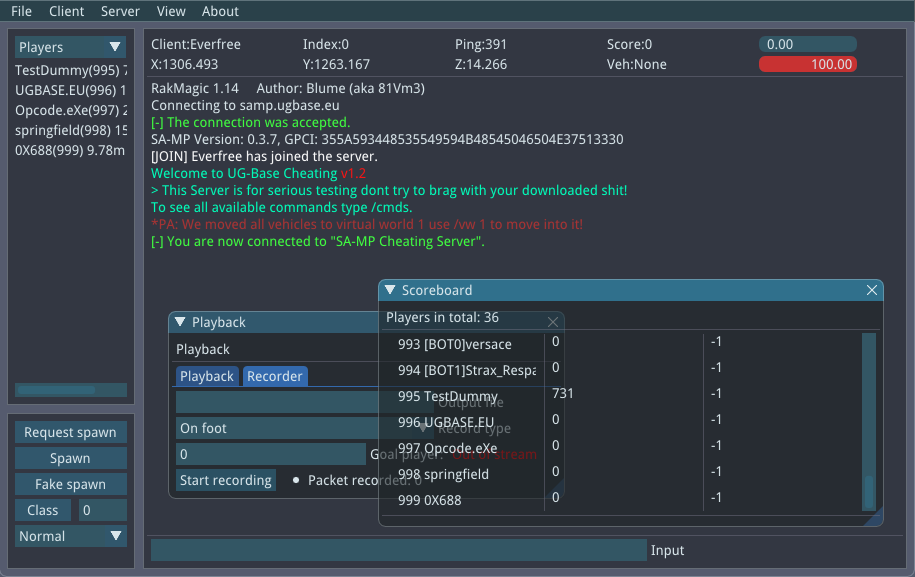 File Client Server View About
Players
TestDummy(995) 7
UGBASE.EU(996) 1
Opcode.eXe(997) 2
springfield(998) 15
0X688(999) 9.78m
Request spawn
Spawn
Fake spawn
Class 0
Normal
Client:Everfree Index:0 Ping:391 Score:0 0.00
X:1306.493 Y:1263.167 Z:14.266 Veh:None 100.00
RakMagic 1.14 Author: Blume (aka 81Vm3)
Connecting to samp.ugbase.eu
[-] The connection was accepted.
SA-MP Version: 0.3.7, GPCI: 355A593448535549594B48545046504E37513330
[JOIN] Everfree has joined the server.
Welcome to UG-Base Cheating v1.2
> This Server is for serious testing dont try to brag with your downloaded shit!
To see all available commands type /cmds.
*PA: We moved all vehicles to virtual world 1 use /vw 1 to move into it!
[-] You are now connected to "SA-MP Cheating Server".
Playback
Playback
Playback Recorder
Output file
On foot Record type
0 Goal player: Out of stream
Start recording Packet recorded: 0
Scoreboard
Players in total: 36
993 [BOT0]versace 0 -1
994 [BOT1]Strax_Respa 0 -1
995 TestDummy 731 -1
996 UGBASE.EU 0 -1
997 Opcode.eXe 0 -1
998 springfield 0 -1
999 0X688 0 -1
Input